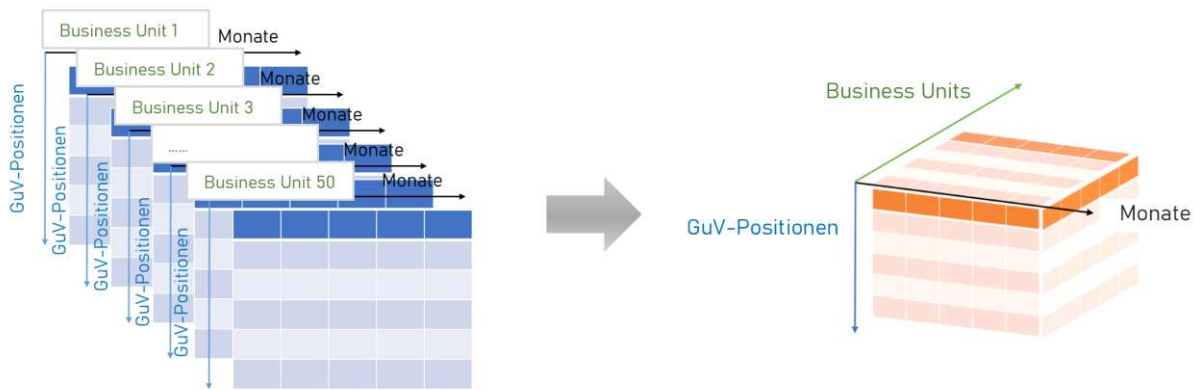 Business Unit 1
Monate
Business Unit 2
Monate
Business Unit 3
Monate
......
Monate
Business Unit 50
Monate
GuV-Positionen
GuV-Positionen
GuV-Positionen
GuV-Positionen
GuV-Positionen
Business Units
GuV-Positionen
Monate